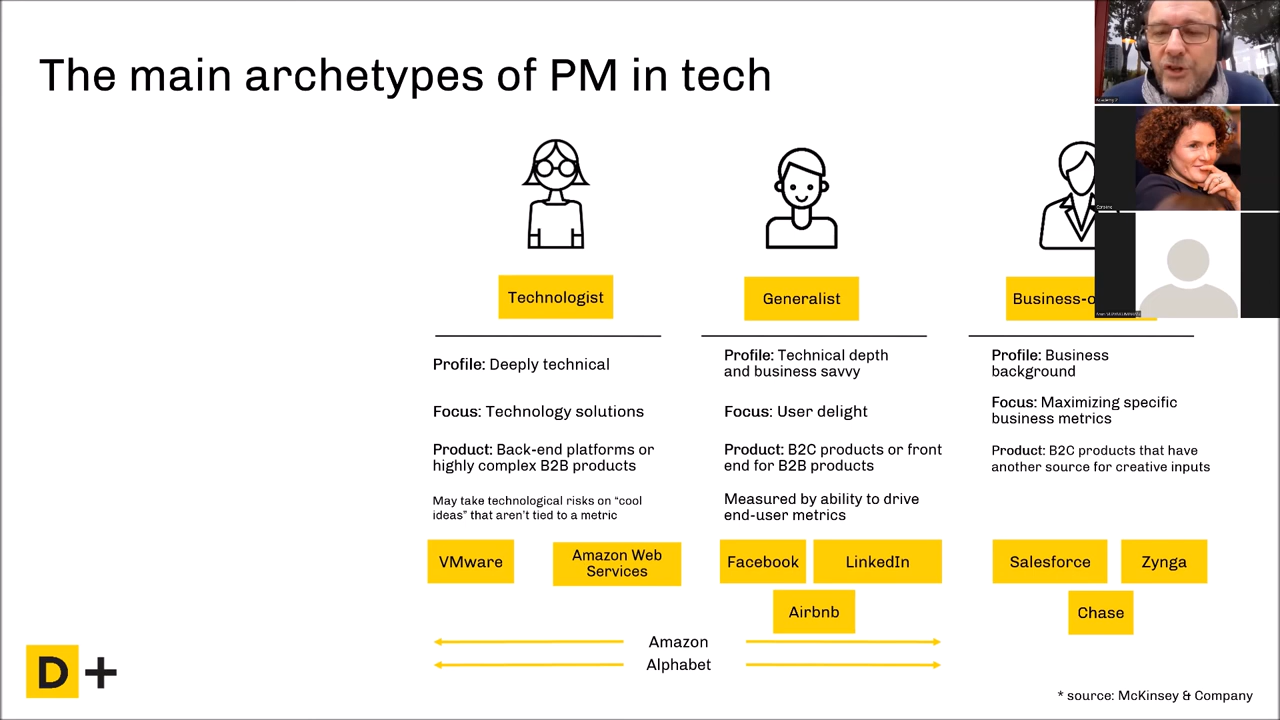 The main archetypes of PM in tech
Technologist
Profile: Deeply technical
Focus: Technology solutions
Product: Back-end platforms or
highly complex B2B products
May take technological risks on “cool
ideas” that aren’t tied to a metric
VMware
Amazon Web
Services
Generalist
Profile: Technical depth
and business savvy
Focus: User delight
Product: B2C products or front
end for B2B products
Measured by ability to drive
end-user metrics
Facebook
LinkedIn
Airbnb
Business-o
Profile: Business
background
Focus: Maximizing specific
business metrics
Product: B2C products that have
another source for creative inputs
Salesforce
Zynga
Chase
Amazon
Alphabet
D+
* source: McKinsey & Company